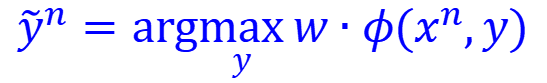 ỹⁿ = argmax w · ϕ(xⁿ, y)
y